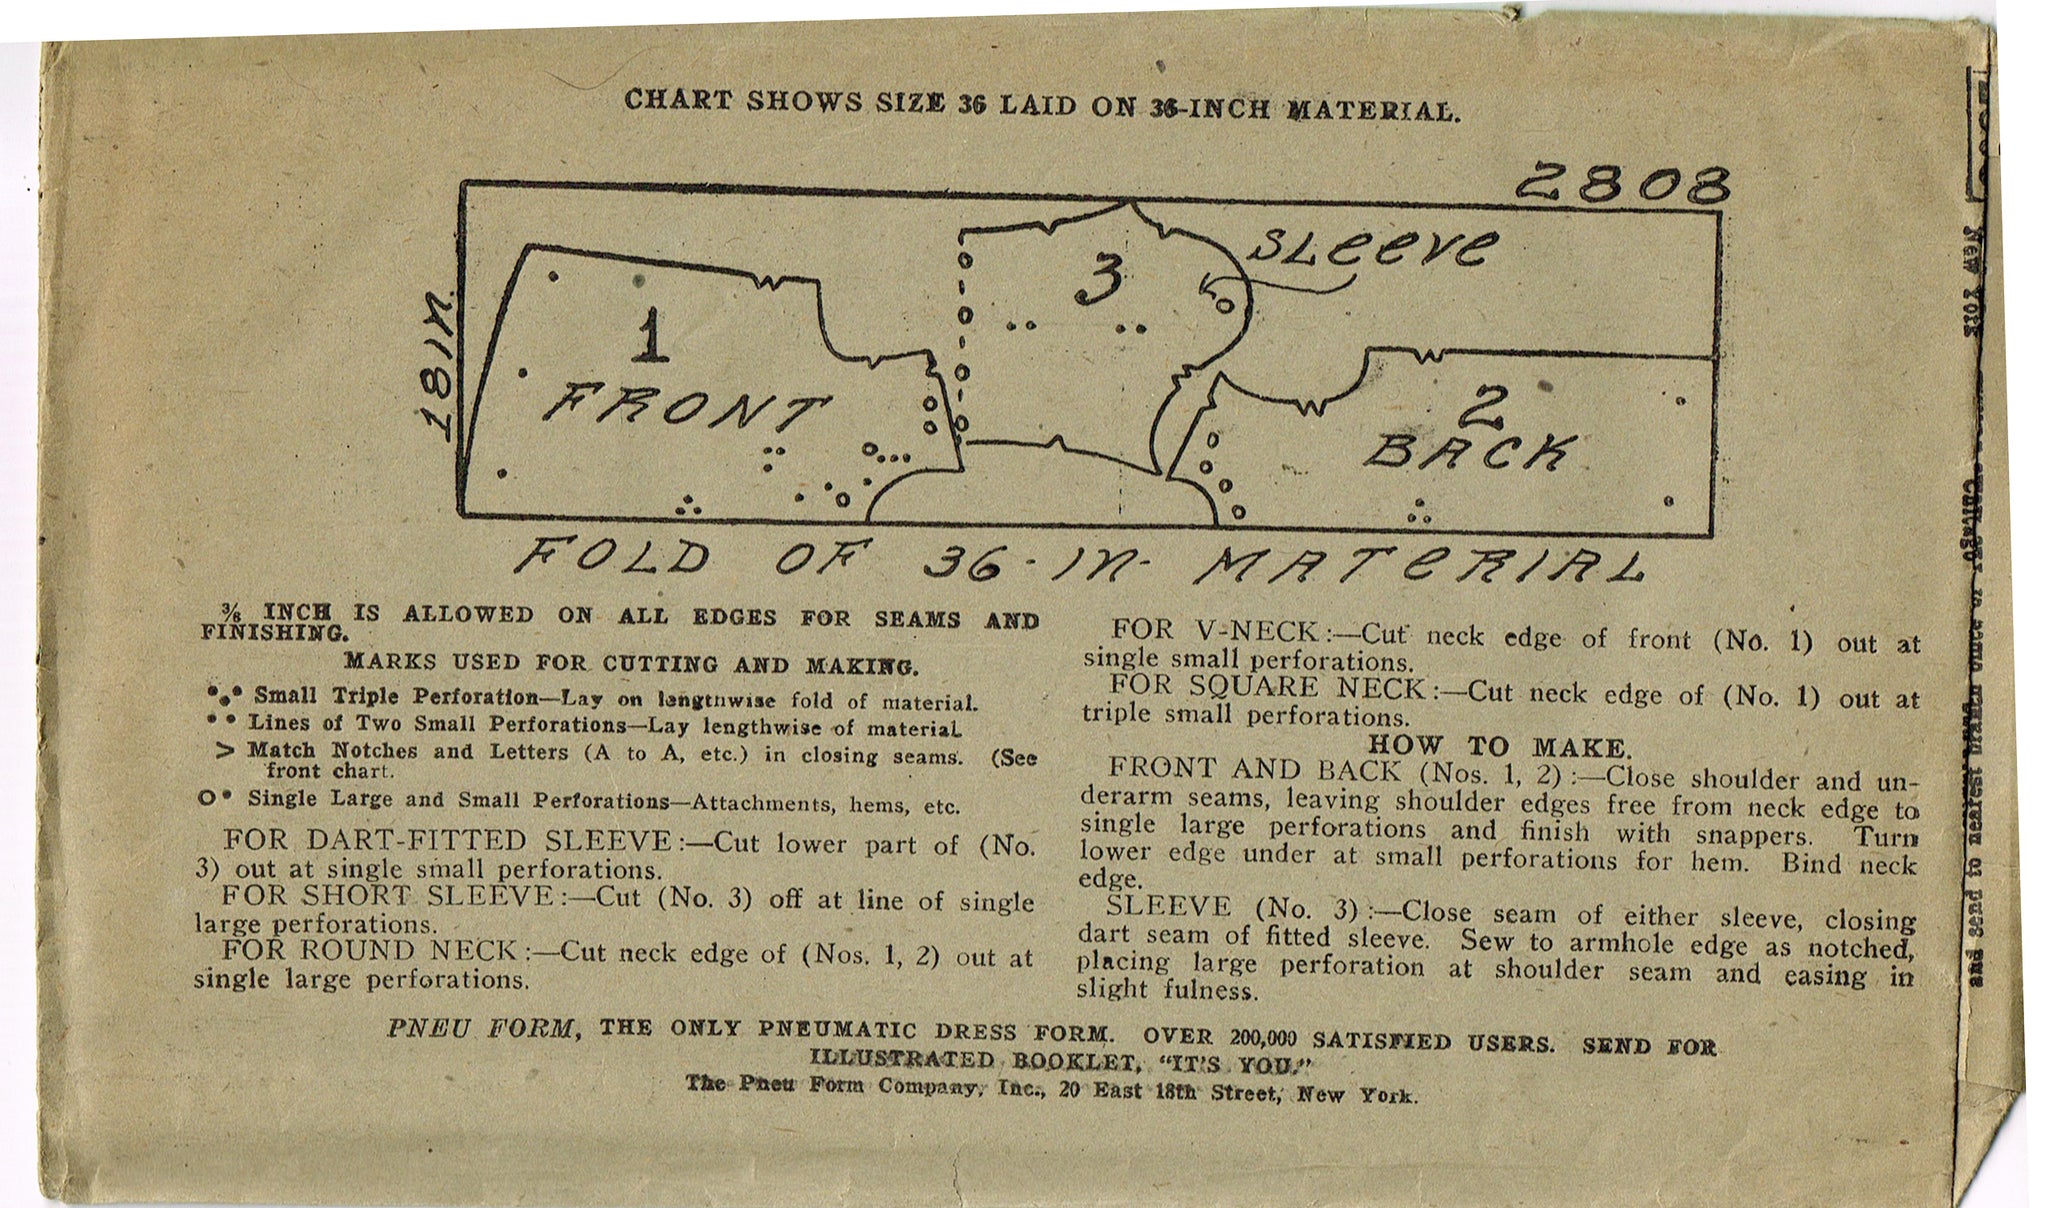 CHART SHOWS SIZE 36 LAID ON 36-INCH MATERIAL.
2808
18 IN.
1
FRONT
3
SLeeve
2
BACK
FOLD OF 36-IN- MATeRIAL
⅜ INCH IS ALLOWED ON ALL EDGES FOR SEAMS AND
FINISHING.
MARKS USED FOR CUTTING AND MAKING.
Small Triple Perforation—Lay on lengthwise fold of material.
Lines of Two Small Perforations—Lay lengthwise of material.
> Match Notches and Letters (A to A, etc.) in closing seams. (See
front chart.
Single Large and Small Perforations—Attachments, hems, etc.
FOR DART-FITTED SLEEVE:—Cut lower part of (No.
3) out at single small perforations.
FOR SHORT SLEEVE:—Cut (No. 3) off at line of single
large perforations.
FOR ROUND NECK:—Cut neck edge of (Nos. 1, 2) out at
single large perforations.
FOR V-NECK:—Cut neck edge of front (No. 1) out at
single small perforations.
FOR SQUARE NECK:—Cut neck edge of (No. 1) out at
triple small perforations.
HOW TO MAKE.
FRONT AND BACK (Nos. 1, 2):—Close shoulder and un-
derarm seams, leaving shoulder edges free from neck edge to
single large perforations and finish with snappers. Turn
lower edge under at small perforations for hem. Bind neck
edge.
SLEEVE (No. 3):—Close seam of either sleeve, closing
dart seam of fitted sleeve. Sew to armhole edge as notched,
placing large perforation at shoulder seam and easing in
slight fulness.
PNEU FORM, THE ONLY PNEUMATIC DRESS FORM. OVER 200,000 SATISFIED USERS. SEND FOR
ILLUSTRATED BOOKLET, "IT'S YOU."
The Pneu Form Company, Inc., 20 East 18th Street, New York.
and send to nearest branch office
Chicago
New York